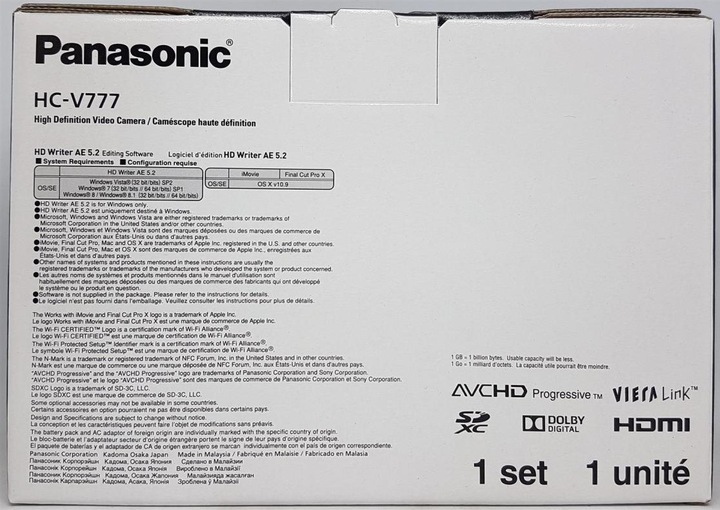 Panasonic®
HC-V777
High Definition Video Camera / Caméscope haute définition
HD Writer AE 5.2 Editing Software Logiciel d'édition HD Writer AE 5.2
■ System Requirements ■ Configuration requise
HD Writer AE 5.2
OS/SE
Windows Vista® (32 bit/bits) SP2
Windows® 7 (32 bit/bits // 64 bit/bits) SP1
Windows® 8 / Windows® 8.1 (32 bit/bits // 64 bit/bits)
iMovie Final Cut Pro X
OS/SE OS X v10.9
●HD Writer AE 5.2 is for Windows only.
●HD Writer AE 5.2 est uniquement destiné à Windows.
●Microsoft, Windows and Windows Vista are either registered trademarks or trademarks of
Microsoft Corporation in the United States and/or other countries.
●Microsoft, Windows et Windows Vista sont des marques déposées ou des marques de commerce de
Microsoft Corporation aux États-Unis ou dans d'autres pays.
●iMovie, Final Cut Pro, Mac and OS X are trademarks of Apple Inc. registered in the U.S. and other countries.
●iMovie, Final Cut Pro, Mac et OS X sont des marques de commerce de Apple Inc., enregistrées aux
États-Unis et dans d'autres pays.
●Other names of systems and products mentioned in these instructions are usually the
registered trademarks or trademarks of the manufacturers who developed the system or product concerned.
●Les autres noms de systèmes et produits mentionnés dans le manuel d'utilisation sont
habituellement des marques déposées ou des marques de commerce des fabricants qui ont développé
le système ou le produit en question.
●Software is not supplied in the package. Please refer to the instructions for details.
●Le logiciel n'est pas fourni dans l'emballage. Veuillez consulter les instructions pour plus de détails.
The Works with iMovie and Final Cut Pro X logo is a trademark of Apple Inc.
Le logo Works with iMovie and Final Cut Pro X est une marque de commerce de Apple Inc.
The Wi-Fi CERTIFIED™ Logo is a certification mark of Wi-Fi Alliance®.
Le logo Wi-Fi CERTIFIED™ est une marque de certification de Wi-Fi Alliance®.
The Wi-Fi Protected Setup™ Identifier mark is a certification mark of Wi-Fi Alliance®.
Le symbole Wi-Fi Protected Setup™ est une marque de certification de Wi-Fi Alliance®.
The N-Mark is a trademark or registered trademark of NFC Forum, Inc. in the United States and in other countries.
N-Mark est une marque de commerce ou une marque déposée de NFC Forum, Inc. aux États-Unis et dans d'autres pays.
"AVCHD Progressive" and the "AVCHD Progressive" logo are trademarks of Panasonic Corporation and Sony Corporation.
"AVCHD Progressive" et le logo "AVCHD Progressive" sont des marques de commerce de Panasonic Corporation et Sony Corporation.
SDXC Logo is a trademark of SD-3C, LLC.
Le logo SDXC est une marque de commerce de SD-3C, LLC.
Some optional accessories may not be available in some countries.
Certains accessoires en option pourraient ne pas être disponibles dans certains pays.
Design and Specifications are subject to change without notice.
La conception et les caractéristiques peuvent faire l'objet de modifications sans préavis.
The battery pack and AC adaptor of foreign origin are individually marked with the specific country of origin.
Le bloc-batterie et l'adaptateur secteur d'origine étrangère portent le signe de leur pays d'origine spécifique.
El paquete de baterías y el adaptador de CA de origen extranjero se marcan individualmente con el país de origen correspondiente.
Panasonic Corporation Kadoma Osaka Japan Made in Malaysia / Fabriqué en Malaisie / Fabricado en Malasia
Панасоник Корпорэйшн Кадома, Осака Япония Сделано в Малайзии
Панасонік Корпорейшн Кадома, Осака Японія Вироблено в Малайзії
Панасоник Корпорэйшн Кадома, Осака Жапония Малайзияда жасалған
Панасонік Карпарэйшн Кадома, Асака, Японія Зроблена ў Малайзіі
1 GB = 1 billion bytes. Usable capacity will be less.
1 Go = 1 milliard d'octets. La capacité utile pourrait être moindre.
AVCHD Progressive™ VIERA Link™
SD XC DOLBY DIGITAL HDMI
1 set 1 unité